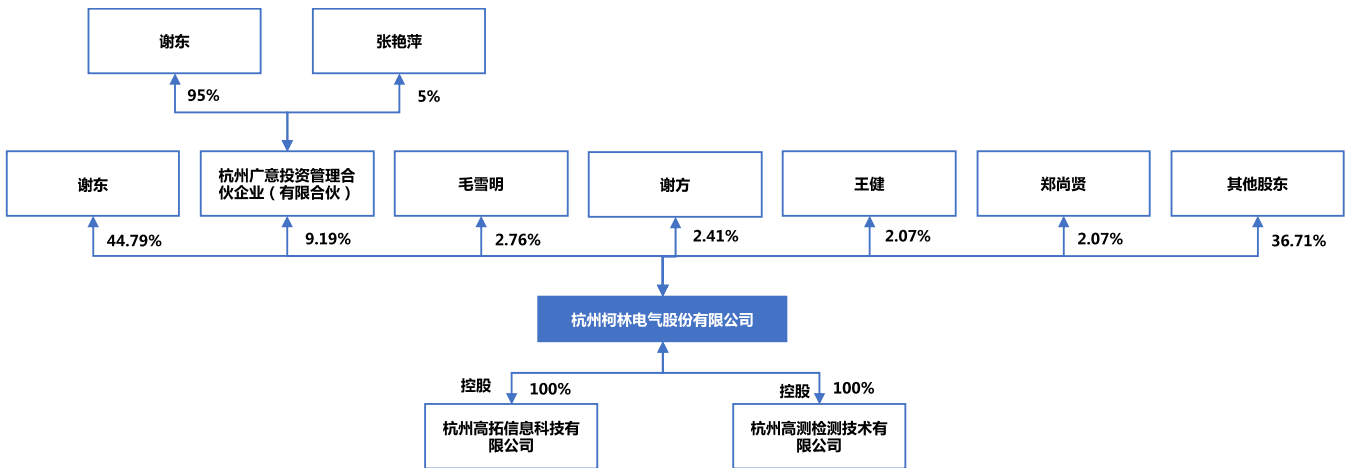 谢东
张艳萍
95%
5%
谢东
杭州广意投资管理合
伙企业（有限合伙）
毛雪明
谢方
王健
郑尚贤
其他股东
44.79%
9.19%
2.76%
2.41%
2.07%
2.07%
36.71%
杭州柯林电气股份有限公司
控股
100%
控股
100%
杭州高拓信息科技有
限公司
杭州高测检测技术有
限公司